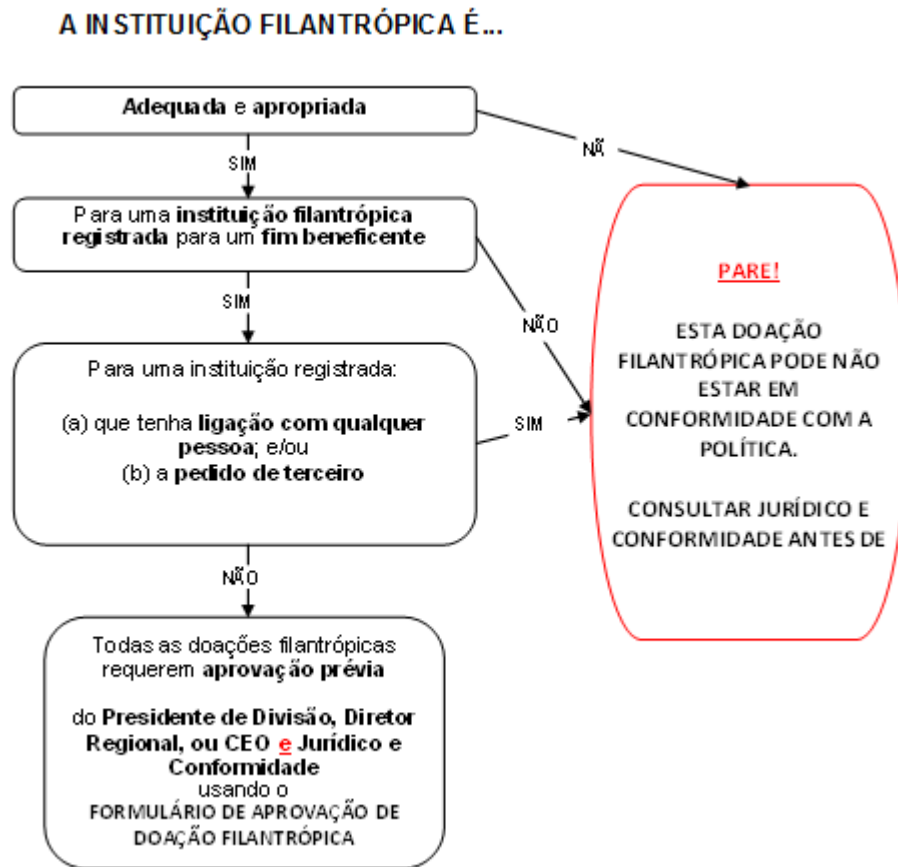 A INSTITUIÇÃO FILANTRÓPICA É...
Adequada e apropriada
SIM
NÃ
Para uma instituição filantrópica
registrada para um fim beneficente
SIM
NÃO
Para uma instituição registrada:
(a) que tenha ligação com qualquer
pessoa; e/ou
(b) a pedido de terceiro
SIM
NÃO
PARE!
ESTA DOAÇÃO
FILANTRÓPICA PODE NÃO
ESTAR EM
CONFORMIDADE COM A
POLÍTICA.
CONSULTAR JURÍDICO E
CONFORMIDADE ANTES DE
Todas as doações filantrópicas
requerem aprovação prévia
do Presidente de Divisão, Diretor
Regional, ou CEO e Jurídico e
Conformidade
usando o
FORMULÁRIO DE APROVAÇÃO DE
DOAÇÃO FILANTRÓPICA